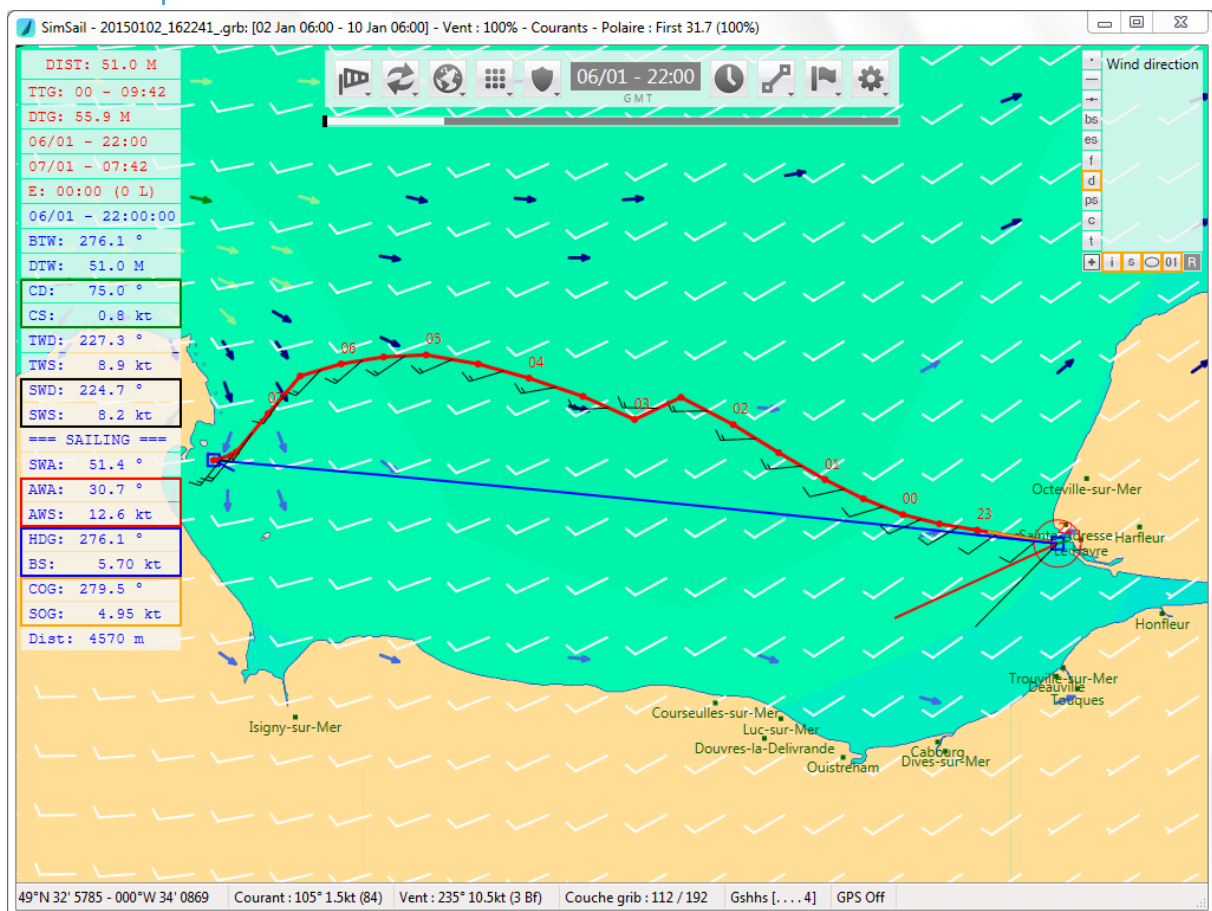 SimSail - 20150102_162241_.grb: [02 Jan 06:00 - 10 Jan 06:00] - Vent : 100% - Courants - Polaire : First 31.7 (100%)
DIST: 51.0 M
TTG: 00 - 09:42
DTG: 55.9 M
06/01 - 22:00
07/01 - 07:42
E: 00:00 (0 L)
06/01 - 22:00:00
BTW: 276.1 °
DTW: 51.0 M
CD: 75.0 °
CS: 0.8 kt
TWD: 227.3 °
TWS: 8.9 kt
SWD: 224.7 °
SWS: 8.2 kt
=== SAILING ===
SWA: 51.4 °
AWA: 30.7 °
AWS: 12.6 kt
HDG: 276.1 °
BS: 5.70 kt
COG: 279.5 °
SOG: 4.95 kt
Dist: 4570 m
06/01 - 22:00
GMT
Wind direction
bs
es
f
d
ps
c
t
+ i s 01 R
06
05
04
07
03
02
01
00
23
Octeville-sur-Mer
Sainte-Adresse
Harfleur
Le Havre
Honfleur
Trouville-sur-Mer
Deauville
Touques
Isigny-sur-Mer
Courseulles-sur-Mer
Luc-sur-Mer
Douvres-la-Delivrande
Ouistreham
Cabourg
Dives-sur-Mer
49°N 32' 5785 - 000°W 34' 0869
Courant : 105° 1.5kt (84)
Vent : 235° 10.5kt (3 Bf)
Couche grib : 112 / 192
Gshhs [. . . . 4]
GPS Off